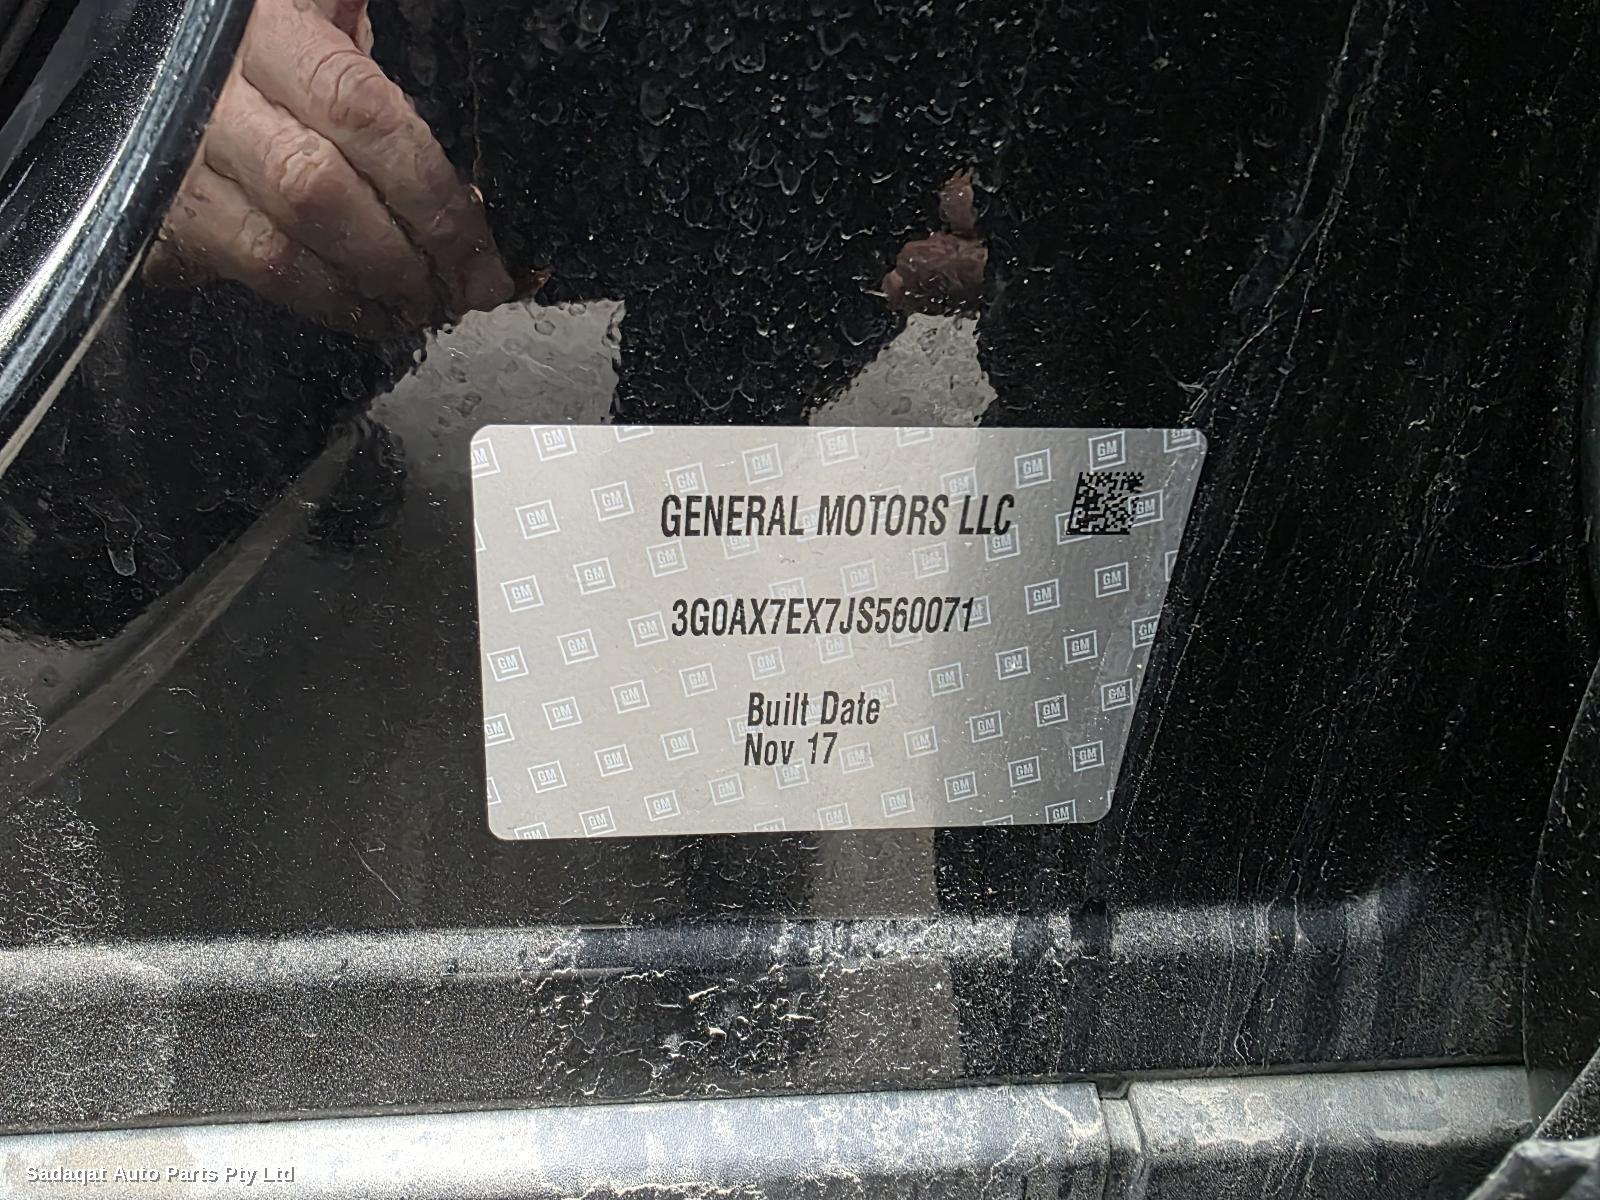 GENERAL MOTORS LLC
3G0AX7EX7JS560071
Built Date
Nov 17
Sadaqat Auto Parts Pty Ltd